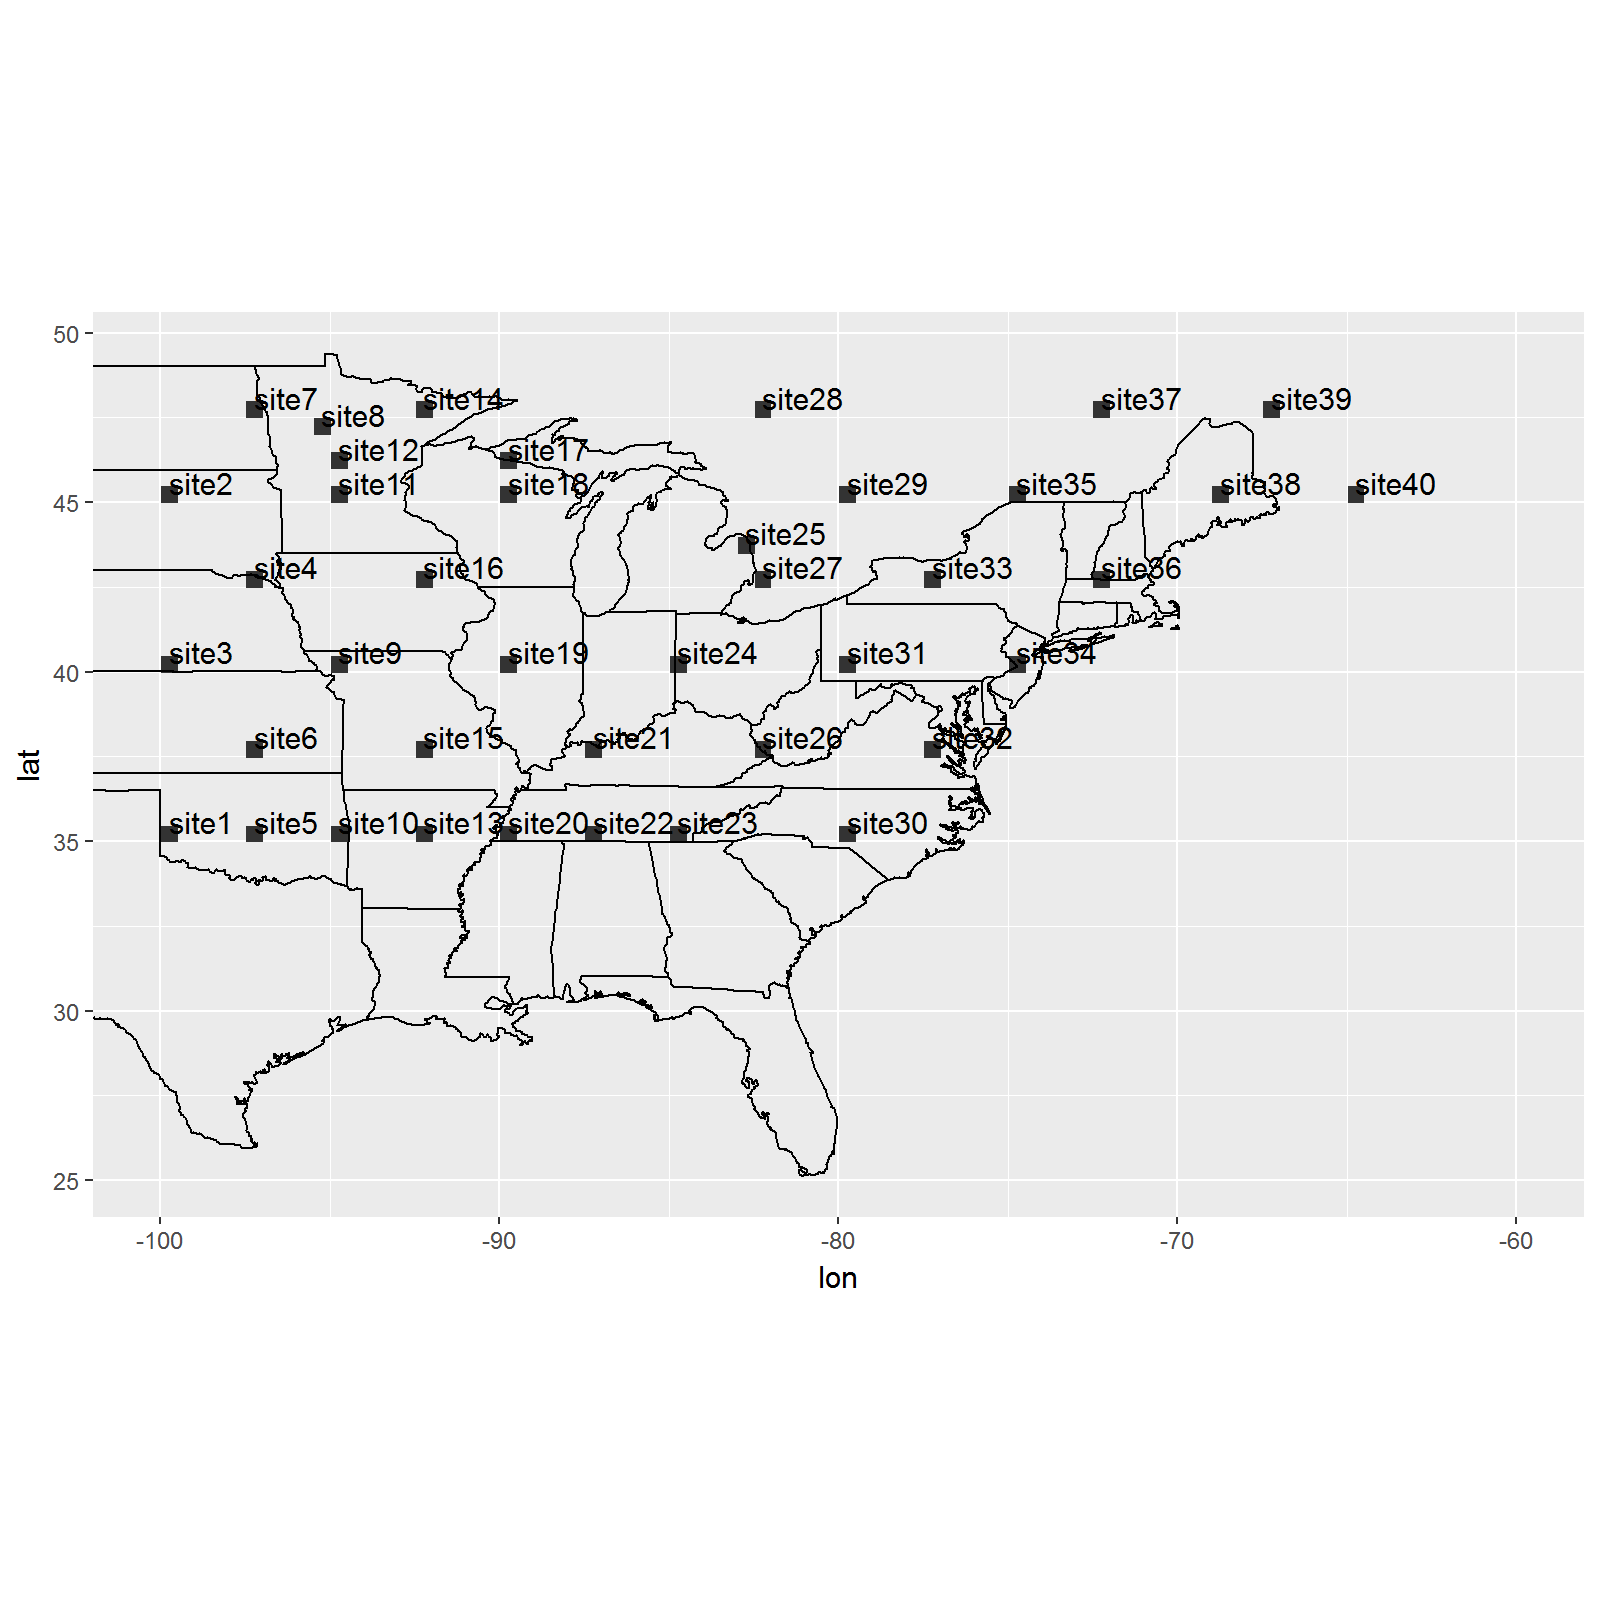 50
site7 site14 site28 site37 site39
site8
site12 site17
site2 site11 site18 site29 site35 site38 site40
45
site25
site4 site16 site27 site33 site36
site3 site9 site19 site24 site31 site34
40
site6 site15 site21 site26 site32
site1 site5 site10 site13 site20 site22 site23 site30
35
30
25
lat
-100 -90 -80 -70 -60
lon